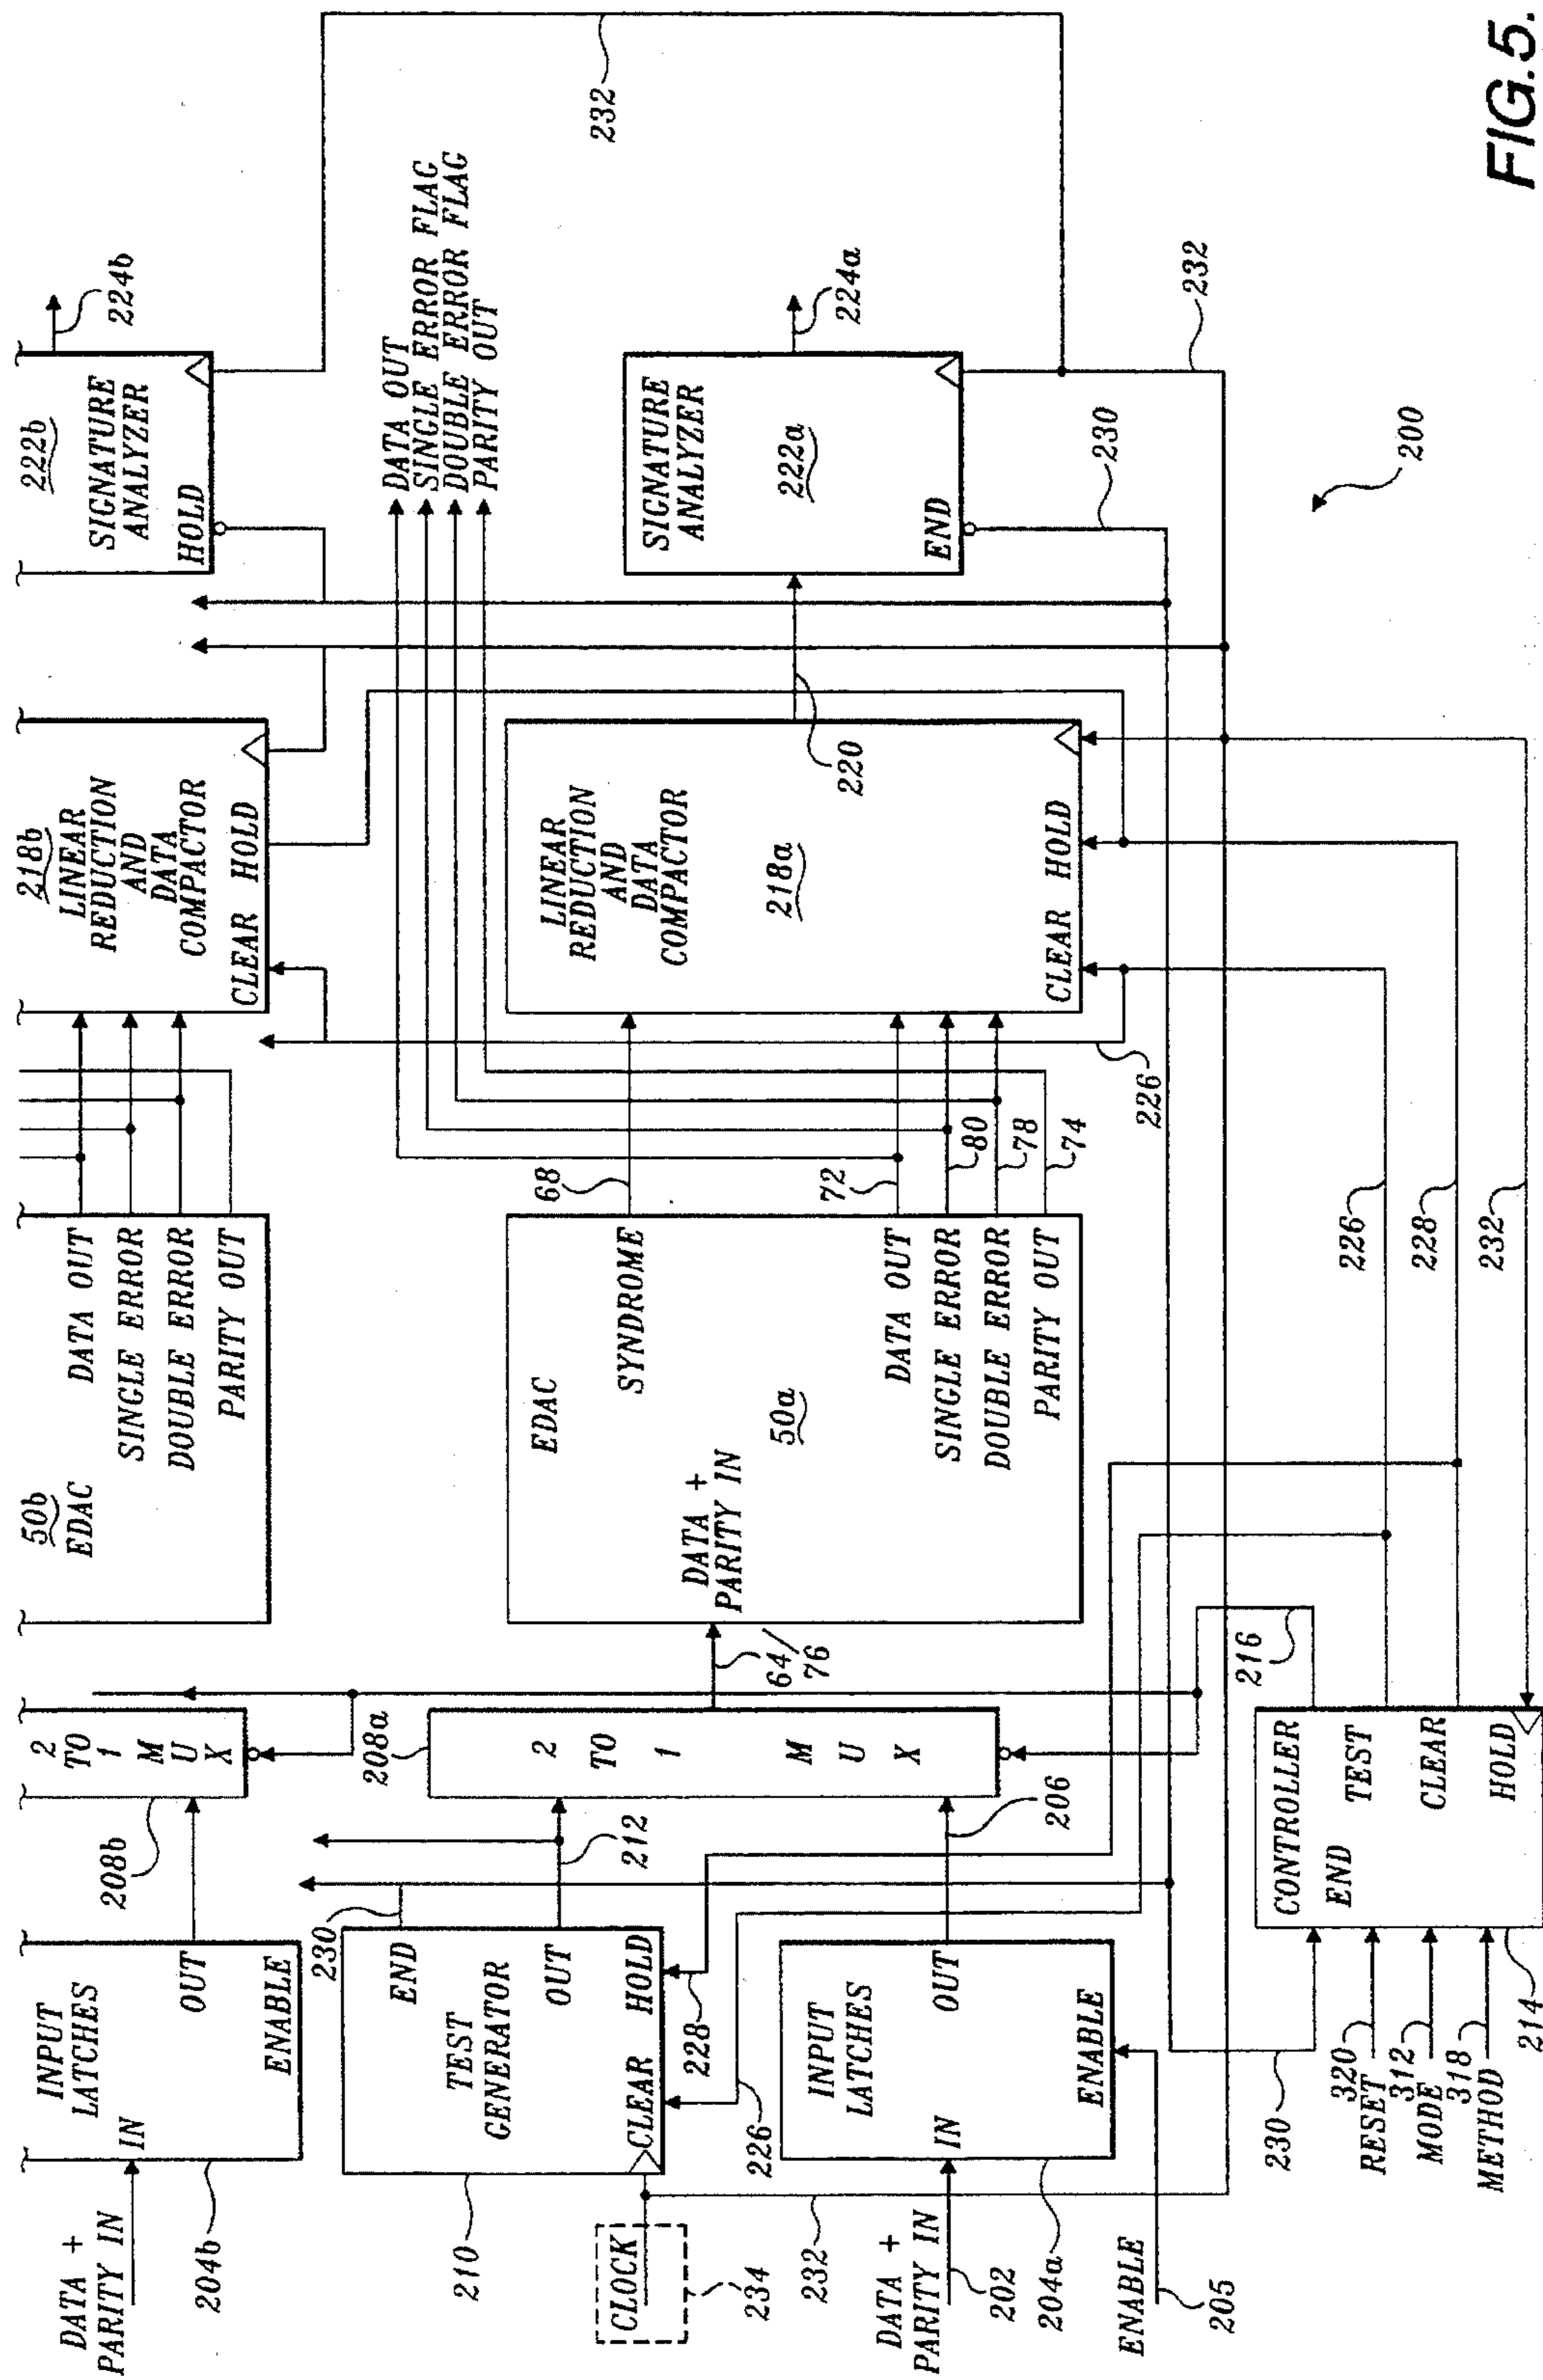 DATA +
PARITY IN
204b
INPUT
LATCHES
IN
OUT
ENABLE
208b
2
TO
1
M
U
X
50b
EDAC
DATA OUT
SINGLE ERROR
DOUBLE ERROR
PARITY OUT
218b
LINEAR
REDUCTION
AND
DATA
COMPACTOR
CLEAR
HOLD
222b
SIGNATURE
ANALYZER
HOLD
224b
232
210
TEST
GENERATOR
END
OUT
CLEAR
HOLD
230
212
228
226
CLOCK
234
232
208a
2
TO
1
M
U
X
206
64/76
EDAC
SYNDROME
DATA +
PARITY IN
50a
DATA OUT
SINGLE ERROR
DOUBLE ERROR
PARITY OUT
68
72
80
78
74
226
LINEAR
REDUCTION
AND
DATA
COMPACTOR
218a
CLEAR
HOLD
220
DATA OUT
SINGLE ERROR FLAG
DOUBLE ERROR FLAG
PARITY OUT
SIGNATURE
ANALYZER
222a
END
224a
230
232
DATA +
PARITY IN
202
204a
INPUT
LATCHES
IN
OUT
ENABLE
ENABLE
205
230
320
RESET
312
MODE
318
METHOD
214
CONTROLLER
END
TEST
CLEAR
HOLD
216
226
228
232
200
FIG.5.